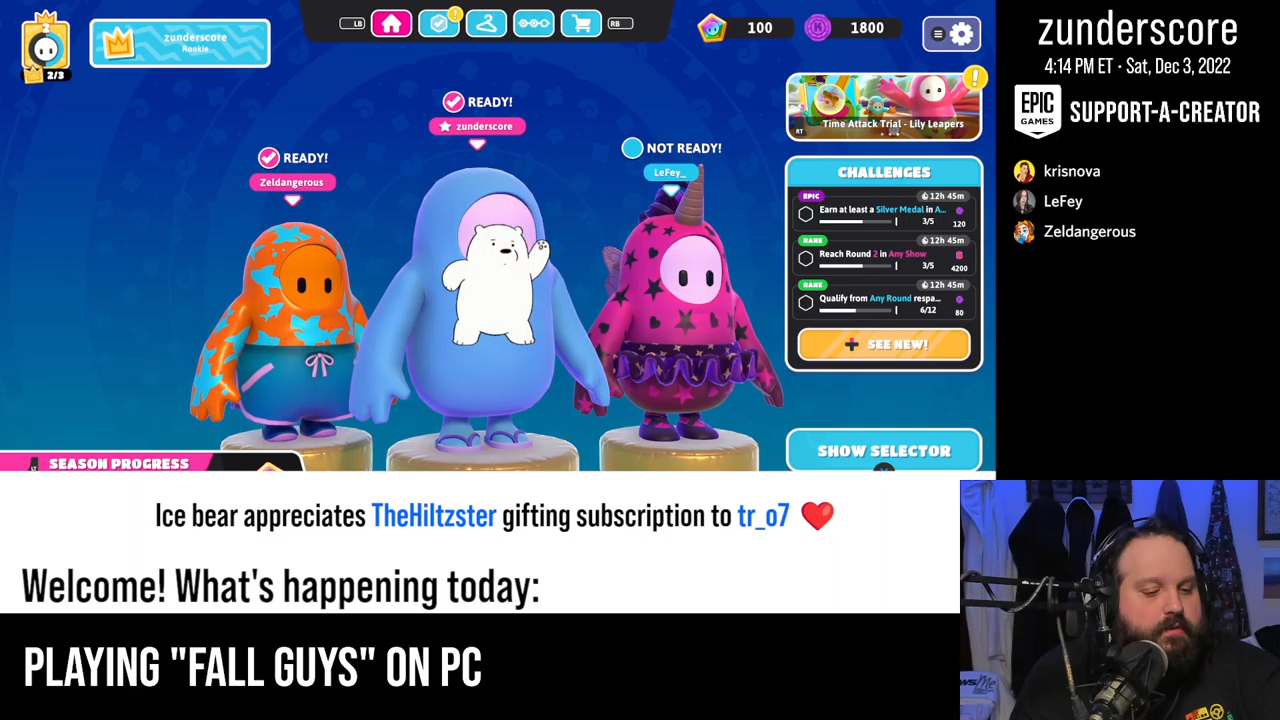 2
2/3
zunderscore
Rookie
LB
RB
100
1800
zunderscore
4:14 PM ET · Sat, Dec 3, 2022
EPIC
GAMES
SUPPORT-A-CREATOR
krisnova
LeFey
Zeldangerous
READY!
zunderscore
READY!
Zeldangerous
NOT READY!
LeFey_
Time Attack Trial - Lily Leapers
RT
CHALLENGES
EPIC
12h 45m
Earn at least a Silver Medal in A...
3/5
120
RARE
12h 45m
Reach Round 2 in Any Show
3/5
4200
RARE
12h 45m
Qualify from Any Round respa...
6/12
80
SEE NEW!
SHOW SELECTOR
LT
SEASON PROGRESS
Ice bear appreciates TheHiltzster gifting subscription to tr_o7
Welcome! What's happening today:
PLAYING "FALL GUYS" ON PC